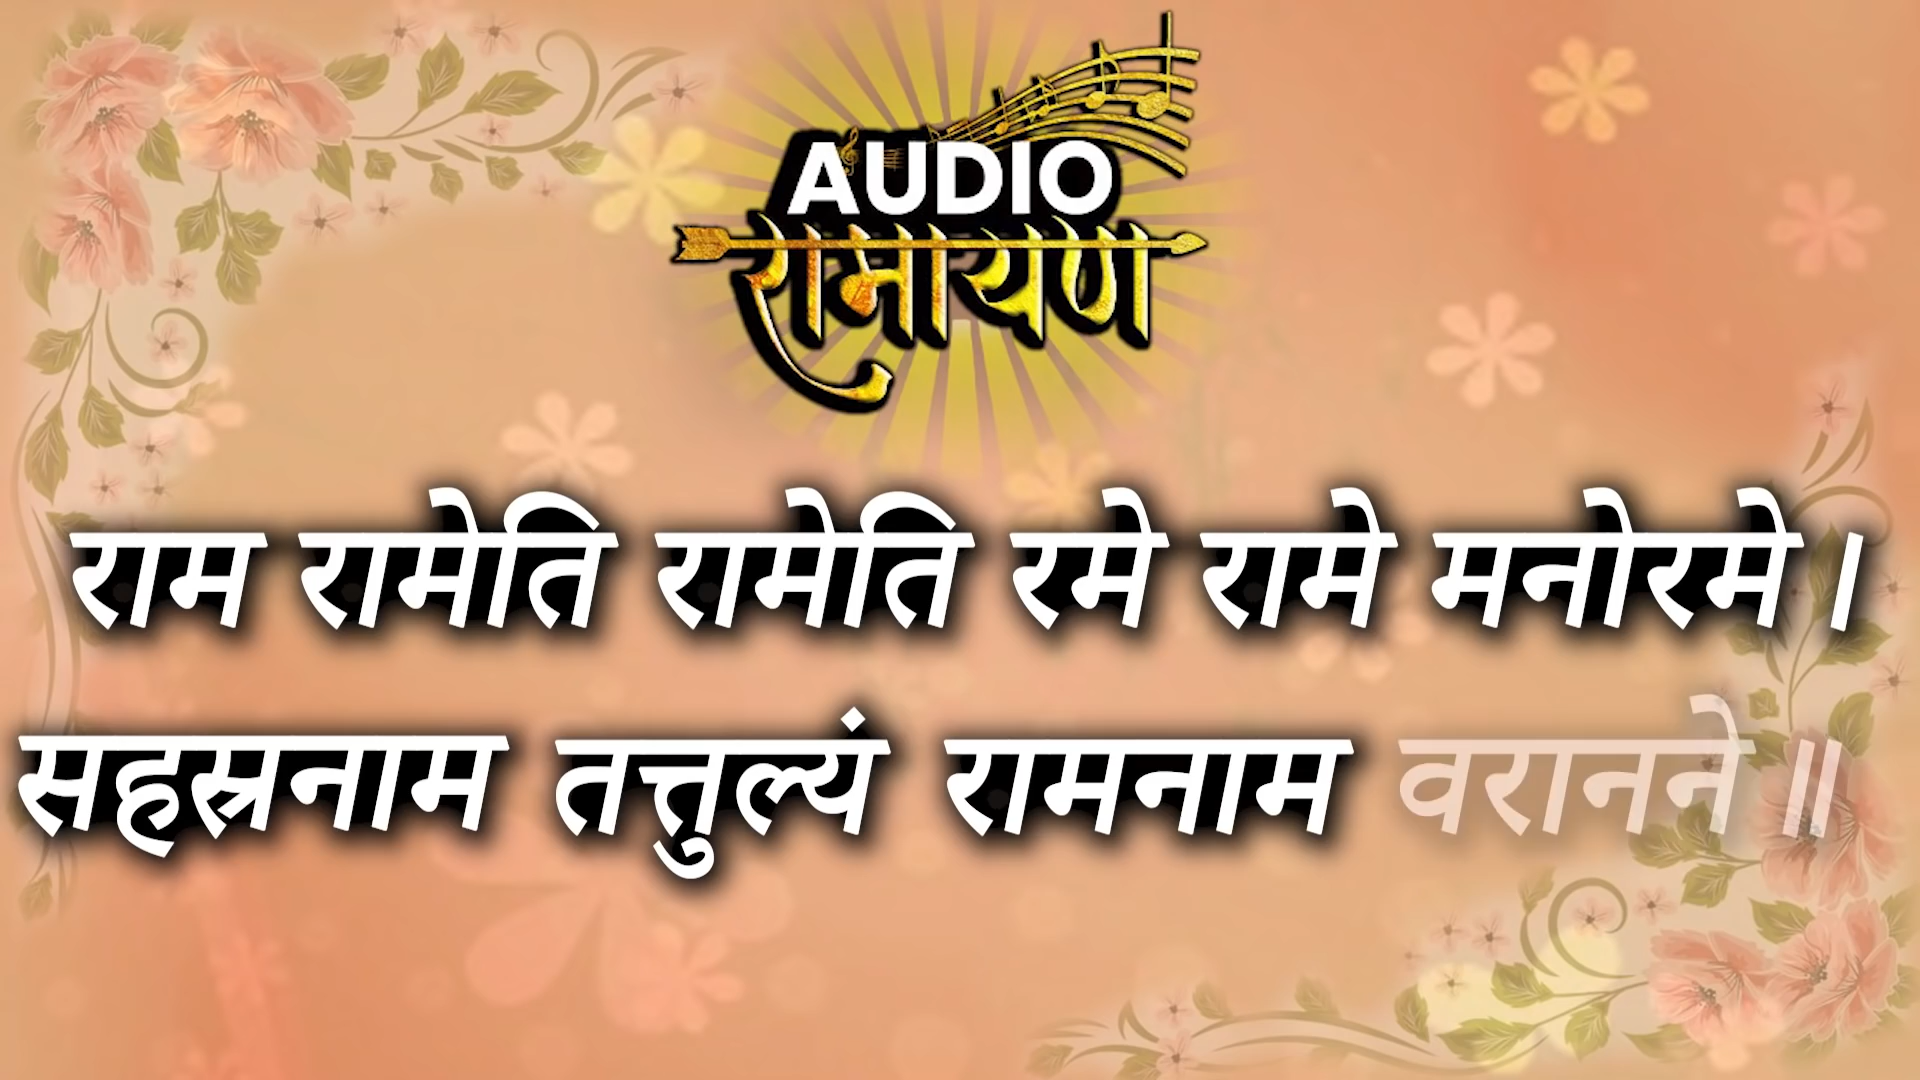 AUDIO
रामायण
राम रामेति रामेति रमे रामे मनोरमे ।
सहस्रनाम तत्तुल्यं रामनाम वरानने ॥